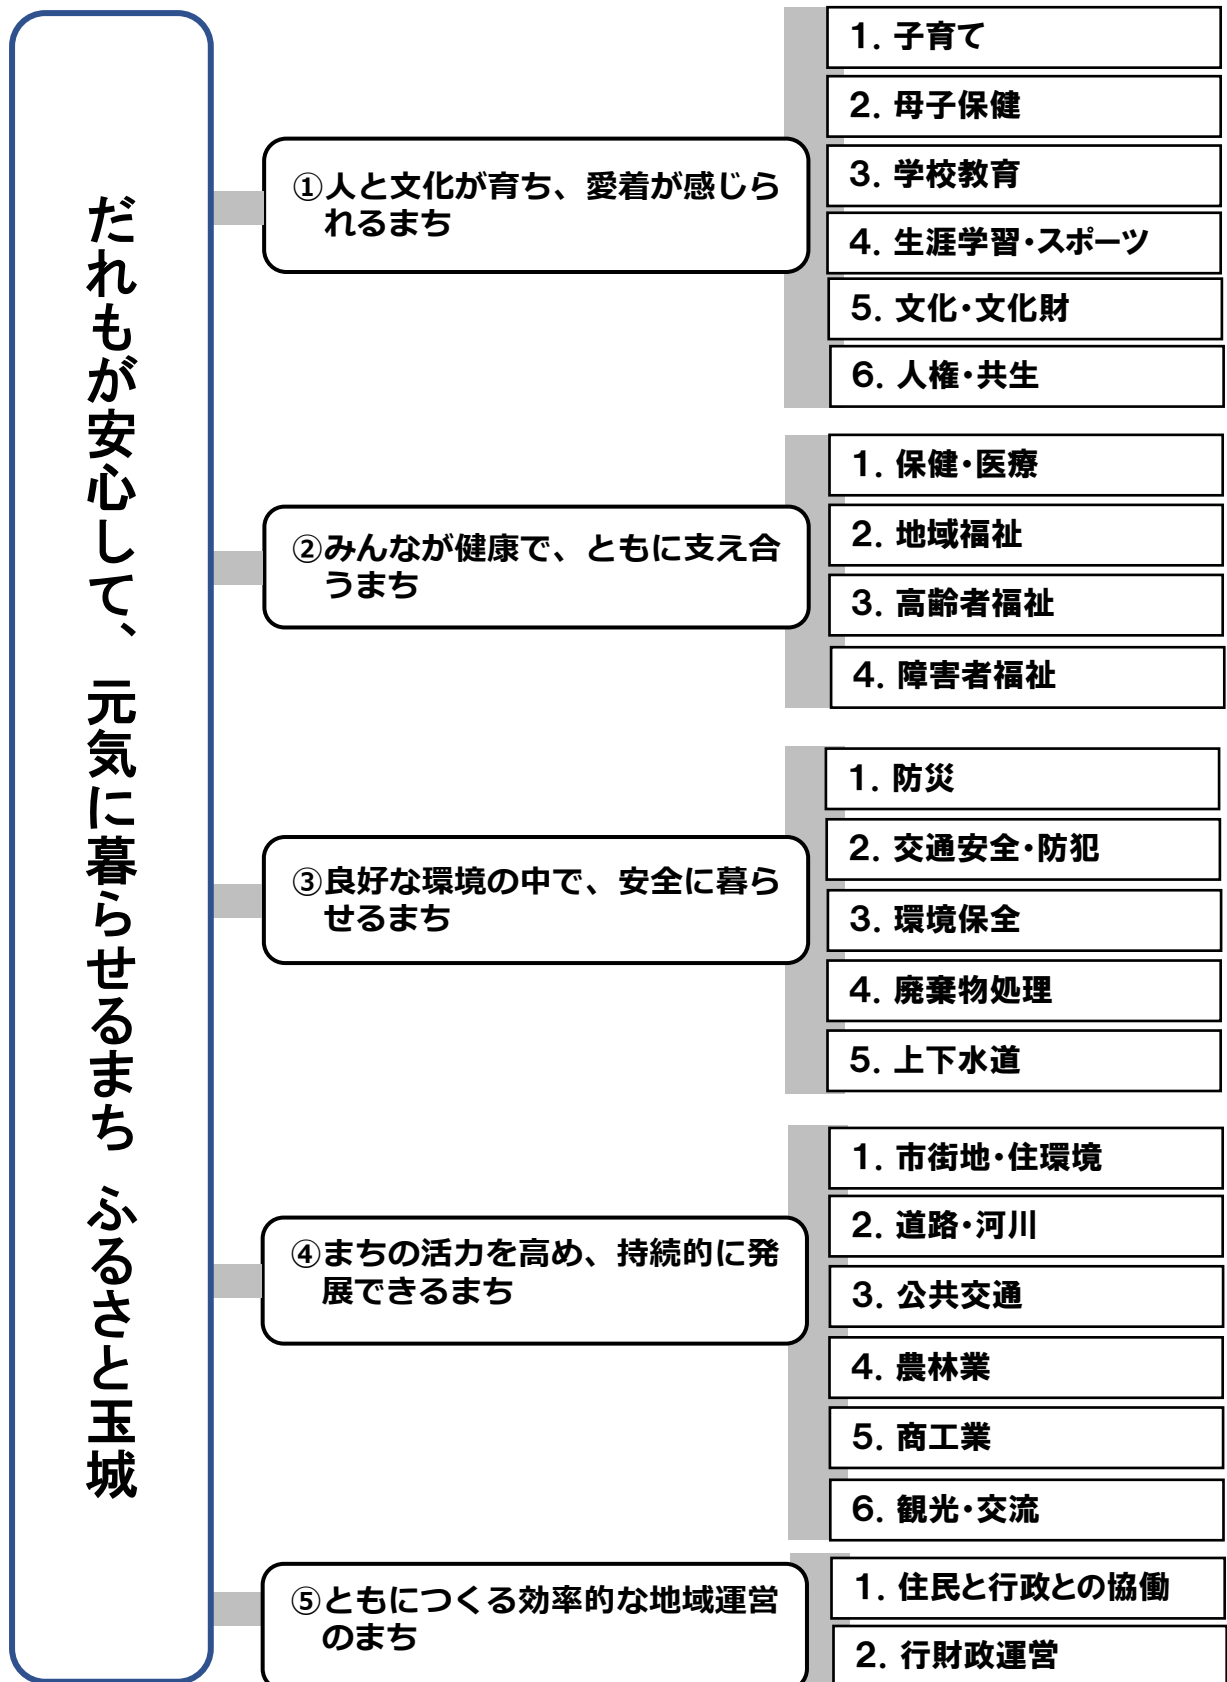 だれもが安心して、元気に暮らせるまち ふるさと玉城
①人と文化が育ち、愛着が感じら
れるまち
1. 子育て
2. 母子保健
3. 学校教育
4. 生涯学習・スポーツ
5. 文化・文化財
6. 人権・共生
②みんなが健康で、ともに支え合
うまち
1. 保健・医療
2. 地域福祉
3. 高齢者福祉
4. 障害者福祉
③良好な環境の中で、安全に暮ら
せるまち
1. 防災
2. 交通安全・防犯
3. 環境保全
4. 廃棄物処理
5. 上下水道
④まちの活力を高め、持続的に発
展できるまち
1. 市街地・住環境
2. 道路・河川
3. 公共交通
4. 農林業
5. 商工業
6. 観光・交流
⑤ともにつくる効率的な地域運営
のまち
1. 住民と行政との協働
2. 行財政運営